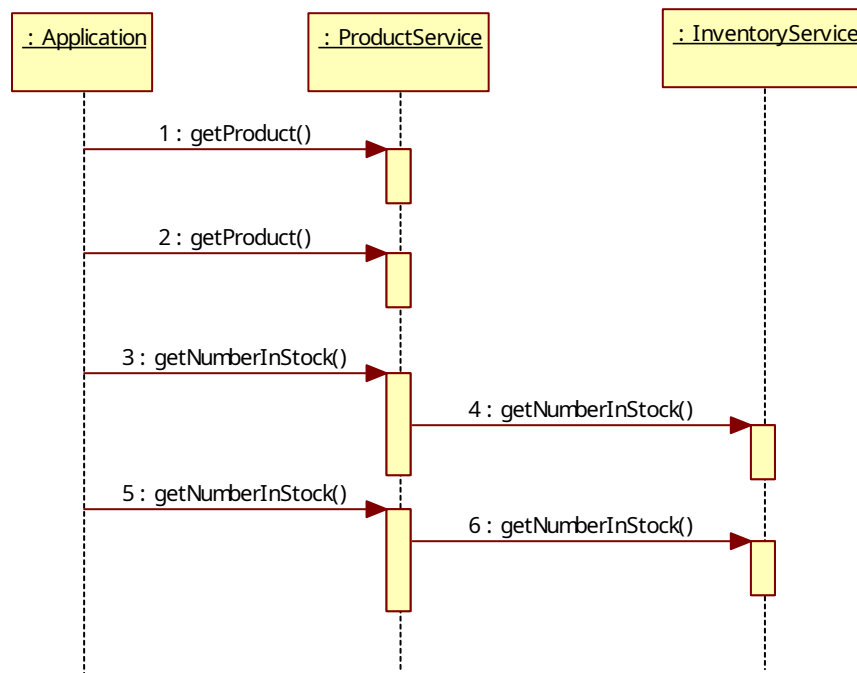 : Application
: ProductService
: InventoryService
1 : getProduct()
2 : getProduct()
3 : getNumberInStock()
4 : getNumberInStock()
5 : getNumberInStock()
6 : getNumberInStock()